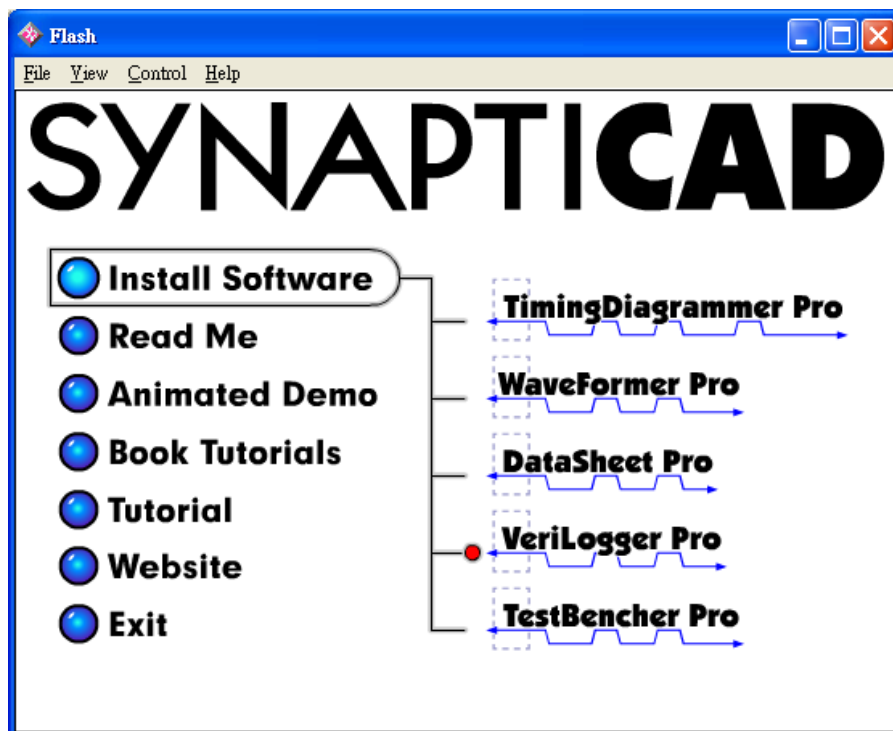 Flash
File View Control Help
SYNAPTICAD
Install Software
Read Me
Animated Demo
Book Tutorials
Tutorial
Website
Exit
TimingDiagrammer Pro
WaveFormer Pro
DataSheet Pro
VeriLogger Pro
TestBencher Pro